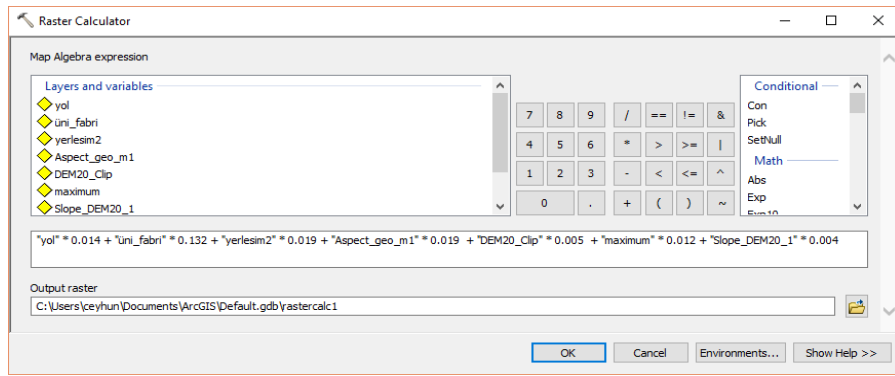 Raster Calculator
Map Algebra expression
Layers and variables
yol
üni_fabri
yerlesim2
Aspect_geo_m1
DEM20_Clip
maximum
Slope_DEM20_1
7 8 9 / == != &
4 5 6 * > >= |
1 2 3 - < <= ^
0 . + ( ) ~
Conditional
Con
Pick
SetNull
Math
Abs
Exp
Exp10
"yol" * 0.014 + "üni_fabri" * 0.132 + "yerlesim2" * 0.019 + "Aspect_geo_m1" * 0.019 + "DEM20_Clip" * 0.005 + "maximum" * 0.012 + "Slope_DEM20_1" * 0.004
Output raster
C:\Users\ceyhun\Documents\ArcGIS\Default.gdb\rastercalc1
OK Cancel Environments... Show Help >>